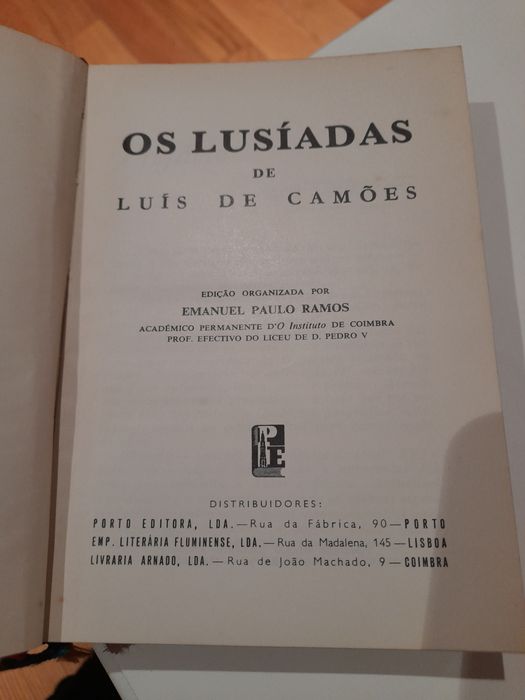 OS LUSÍADAS
DE
LUÍS DE CAMÕES
EDIÇÃO ORGANIZADA POR
EMANUEL PAULO RAMOS
ACADÉMICO PERMANENTE D'O Instituto DE COIMBRA
PROF. EFECTIVO DO LICEU DE D. PEDRO V
P
E
DISTRIBUIDORES:
PORTO EDITORA, LDA. — Rua da Fábrica, 90 — PORTO
EMP. LITERÁRIA FLUMINENSE, LDA. — Rua da Madalena, 145 — LISBOA
LIVRARIA ARNADO, LDA. — Rua de João Machado, 9 — COIMBRA